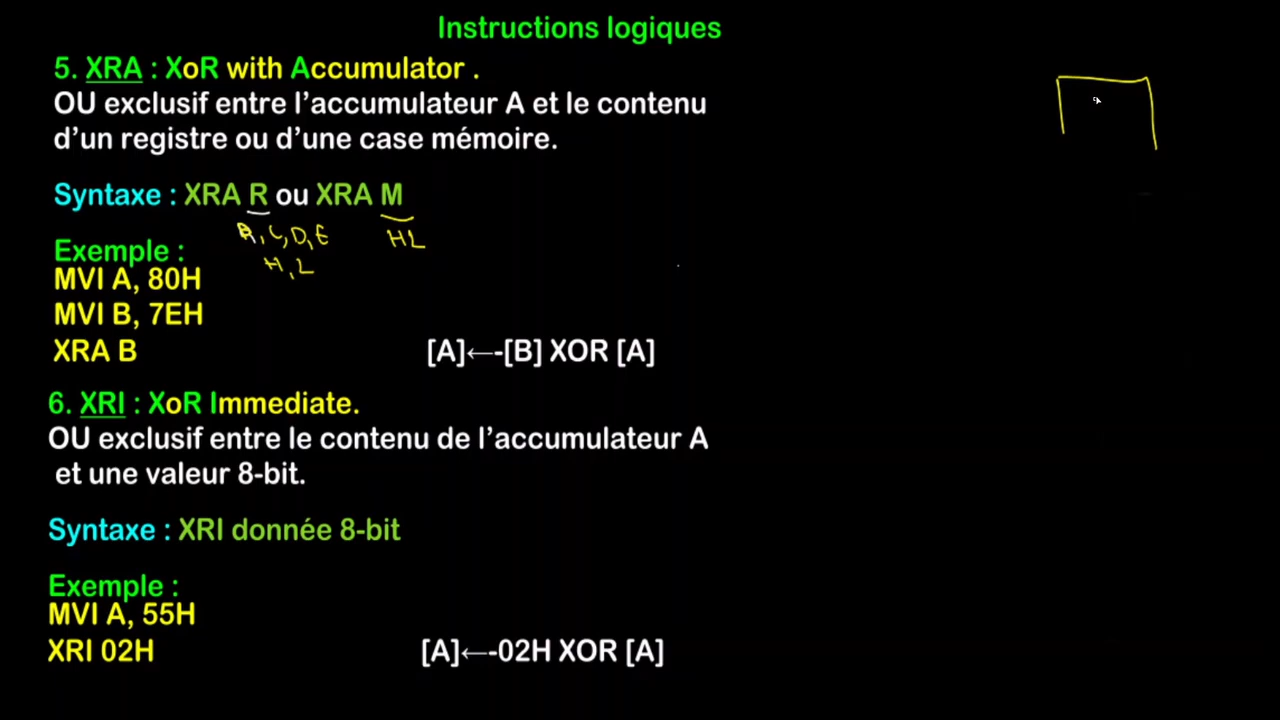 Instructions logiques
5. XRA : XoR with Accumulator .
OU exclusif entre l’accumulateur A et le contenu
d’un registre ou d’une case mémoire.
Syntaxe : XRA R ou XRA M
B, C, D, E
HL
H, L
Exemple :
MVI A, 80H
MVI B, 7EH
XRA B
[A]←-[B] XOR [A]
6. XRI : XoR Immediate.
OU exclusif entre le contenu de l’accumulateur A
et une valeur 8-bit.
Syntaxe : XRI donnée 8-bit
Exemple :
MVI A, 55H
XRI 02H
[A]←-02H XOR [A]